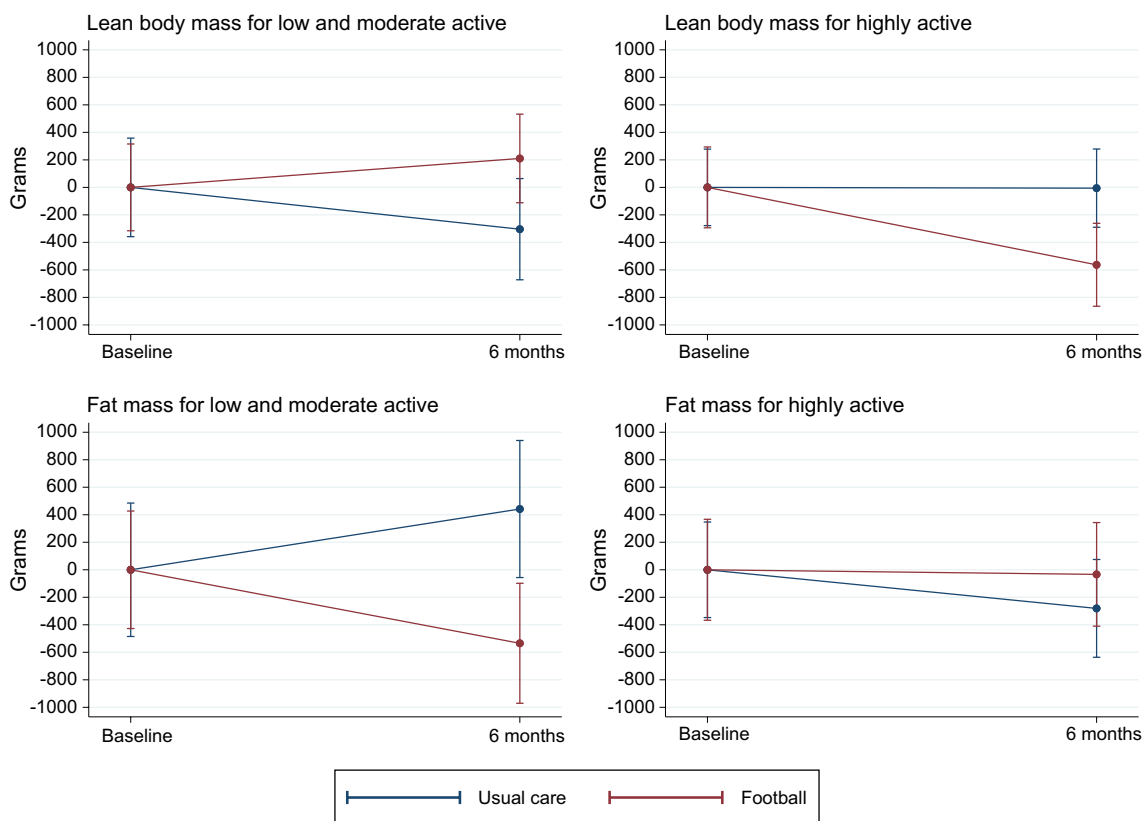 Lean body mass for low and moderate active
1000
800
600
400
200
0
-200
-400
-600
-800
-1000
Grams
Baseline
6 months
Lean body mass for highly active
1000
800
600
400
200
0
-200
-400
-600
-800
-1000
Grams
Baseline
6 months
Fat mass for low and moderate active
1000
800
600
400
200
0
-200
-400
-600
-800
-1000
Grams
Baseline
6 months
Fat mass for highly active
1000
800
600
400
200
0
-200
-400
-600
-800
-1000
Grams
Baseline
6 months
Usual care
Football